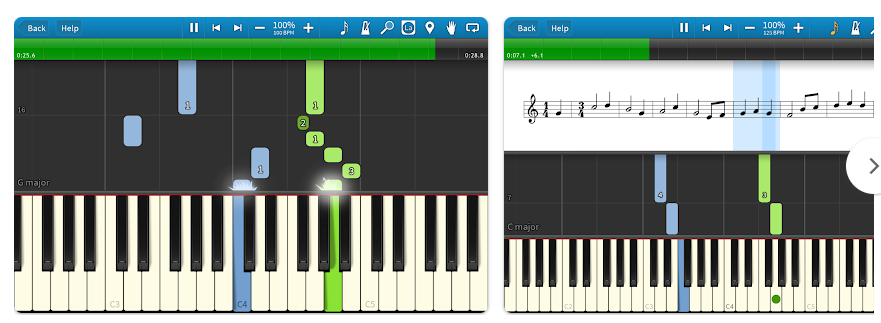 Back Help 100% La
100 BPM
0:25.6 0:28.8
16
1 1
2
1
1 3
G major
C3 C4 C5
Back Help 100%
125 BPM
0:07.1 +6.1
4 3
7
C major
C2 C3 C4 C5